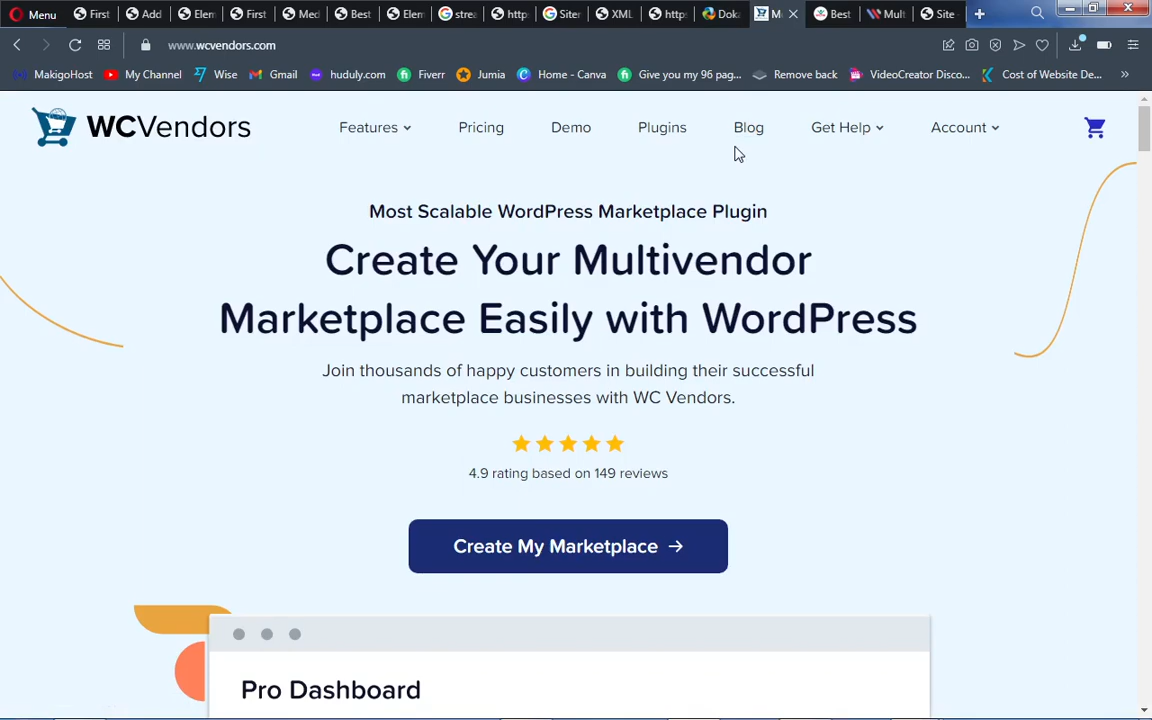 Menu First Add Elem First Med Best Elem strea http Siten XML http Doka M Best Mult Site
www.wcvendors.com
MakigoHost My Channel Wise Gmail huduly.com Fiverr Jumia Home - Canva Give you my 96 pag... Remove back VideoCreator Disco... Cost of Website De... »
WCVendors Features Pricing Demo Plugins Blog Get Help Account
Most Scalable WordPress Marketplace Plugin
Create Your Multivendor
Marketplace Easily with WordPress
Join thousands of happy customers in building their successful
marketplace businesses with WC Vendors.
4.9 rating based on 149 reviews
Create My Marketplace →
Pro Dashboard